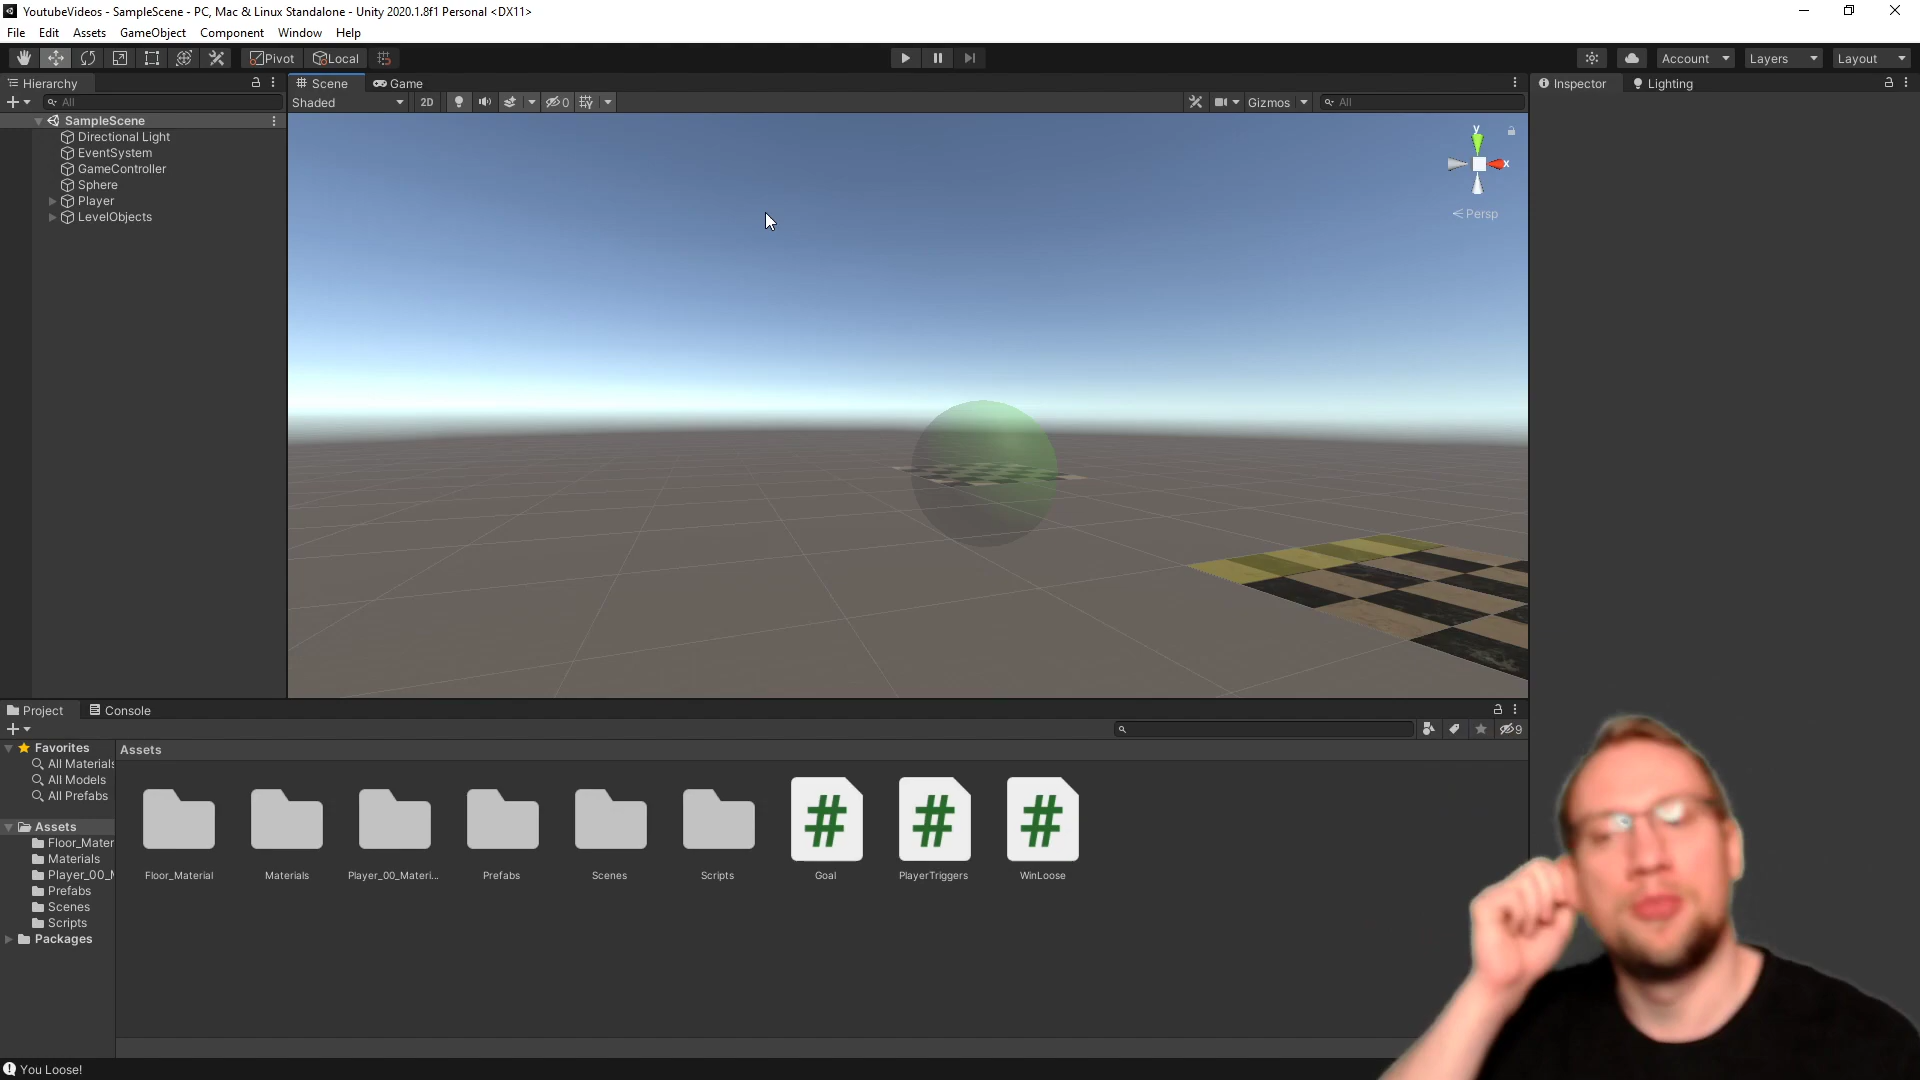 YoutubeVideos - SampleScene - PC, Mac & Linux Standalone - Unity 2020.1.8f1 Personal <DX11>
File Edit Assets GameObject Component Window Help
Pivot Local Account Layers Layout
Hierarchy Scene Game Inspector Lighting
All Shaded 2D 0 Gizmos All
SampleScene
Directional Light
EventSystem
GameController
Sphere
Player
LevelObjects
y
x
Persp
Project Console
9
Favorites
All Materials
All Models
All Prefabs
Assets
Floor_Mater
Materials
Player_00_M
Prefabs
Scenes
Scripts
Packages
Assets
Floor_Material Materials Player_00_Materi... Prefabs Scenes Scripts Goal PlayerTriggers WinLoose
You Loose!